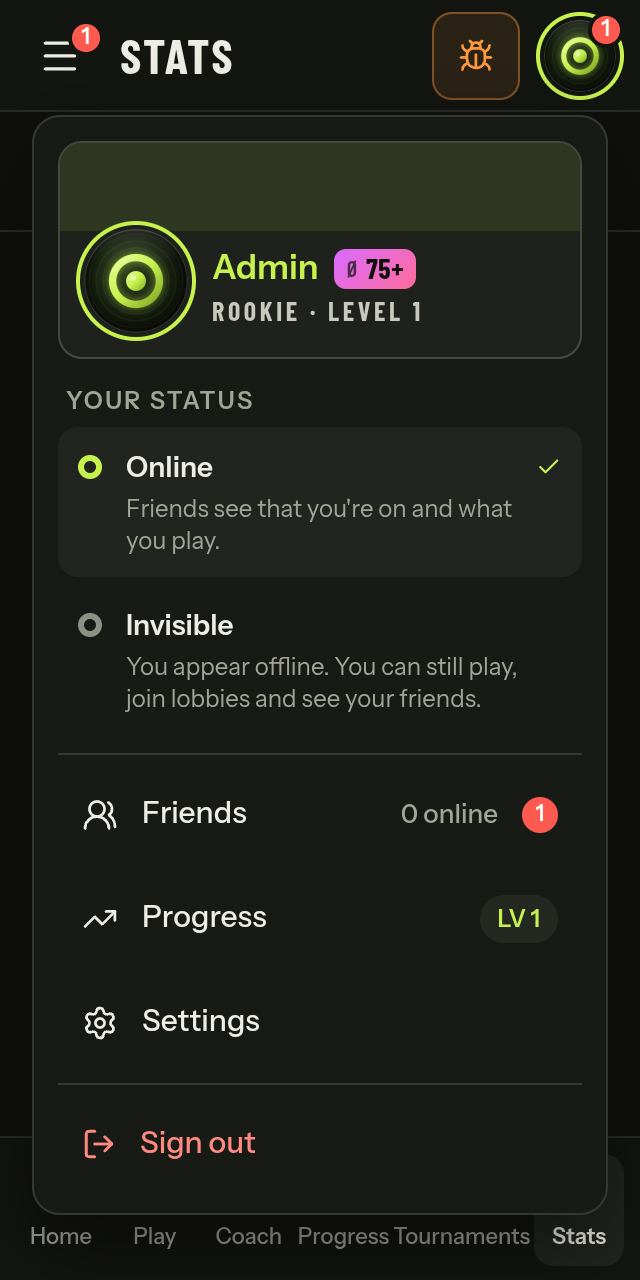 1
STATS
1
Admin
Ø 75+
ROOKIE · LEVEL 1
YOUR STATUS
Online
Friends see that you're on and what
you play.
Invisible
You appear offline. You can still play,
join lobbies and see your friends.
Friends 0 online 1
Progress LV 1
Settings
Sign out
Home Play Coach Progress Tournaments Stats